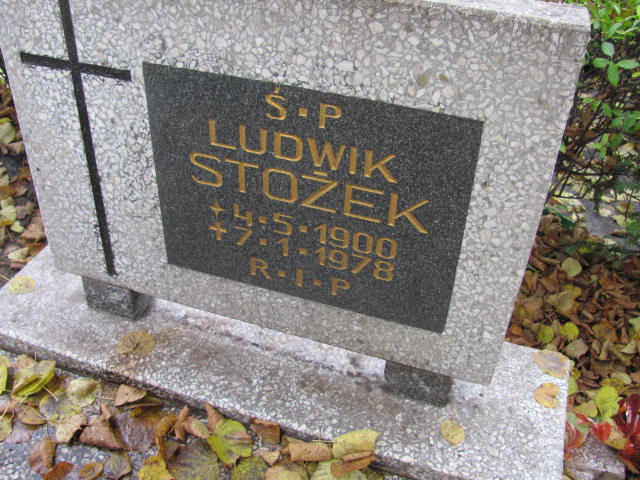 Ś·P
LUDWIK
STOŻEK
+4·5·1900
+7·1·1978
R·I·P